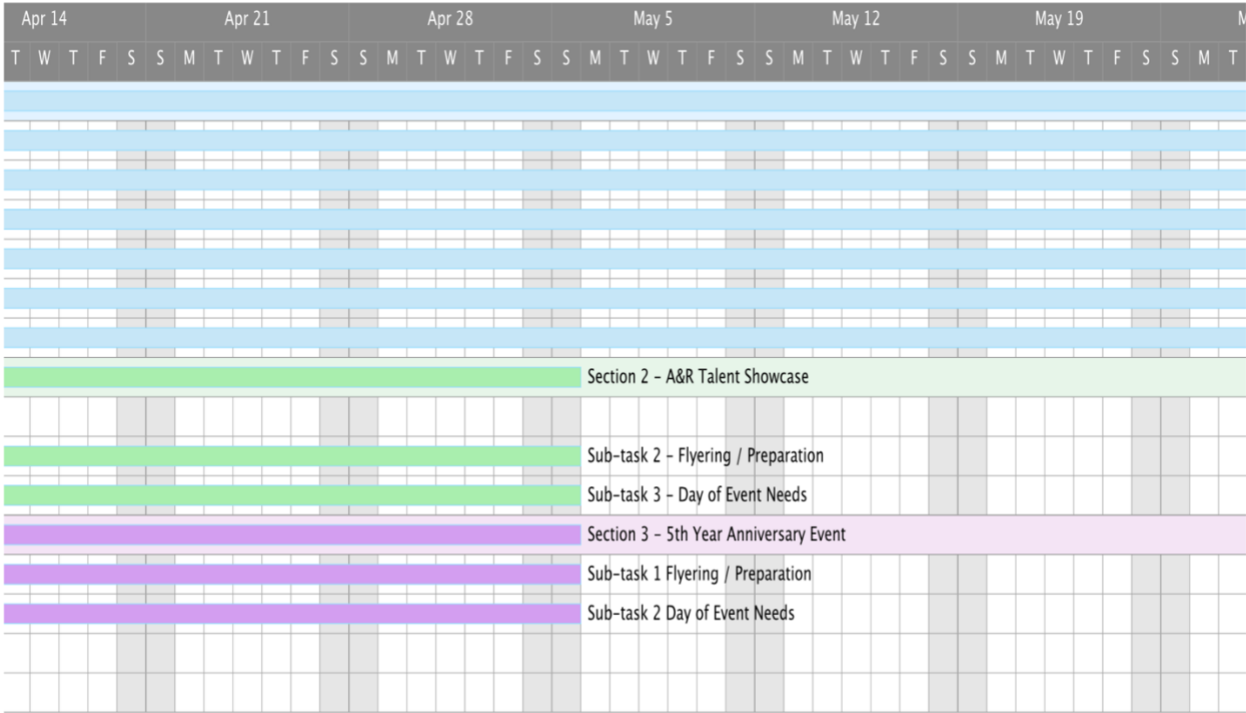 Apr 14 Apr 21 Apr 28 May 5 May 12 May 19
T W T F S S M T W T F S S M T W T F S S M T W T F S S M T W T F S S M T W T F S S M T
Section 2 – A&R Talent Showcase
Sub-task 2 – Flyering / Preparation
Sub-task 3 – Day of Event Needs
Section 3 – 5th Year Anniversary Event
Sub-task 1 Flyering / Preparation
Sub-task 2 Day of Event Needs